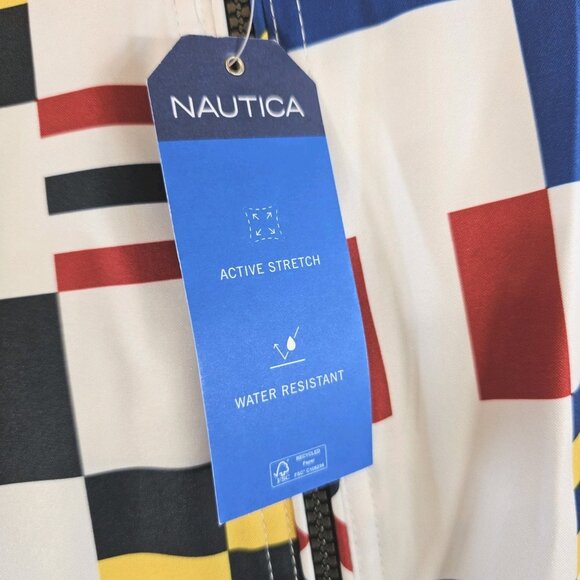 NAUTICA
ACTIVE STRETCH
WATER RESISTANT
RECYCLED
Paper
FSC